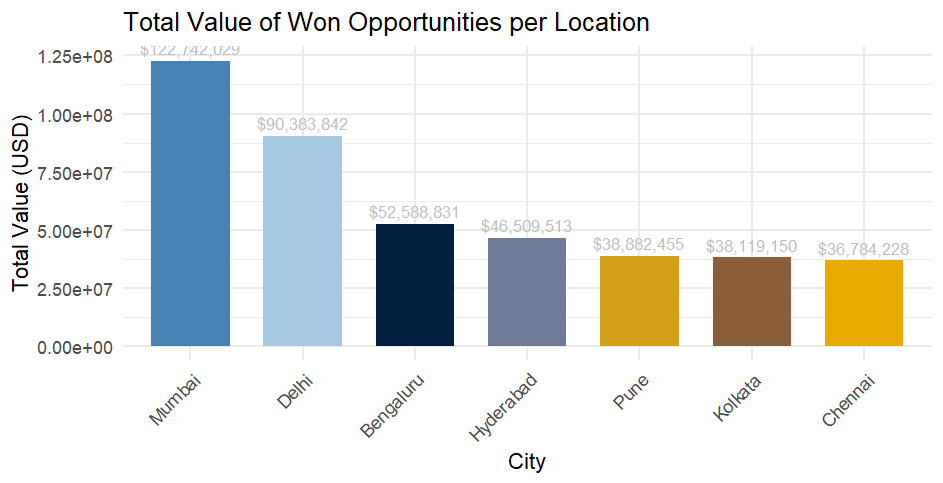 Total Value of Won Opportunities per Location
Total Value (USD)
1.25e+08
1.00e+08
7.50e+07
5.00e+07
2.50e+07
0.00e+00
$122,742,029
$90,383,842
$52,588,831
$46,509,513
$38,882,455
$38,119,150
$36,784,228
Mumbai
Delhi
Bengaluru
Hyderabad
Pune
Kolkata
Chennai
City